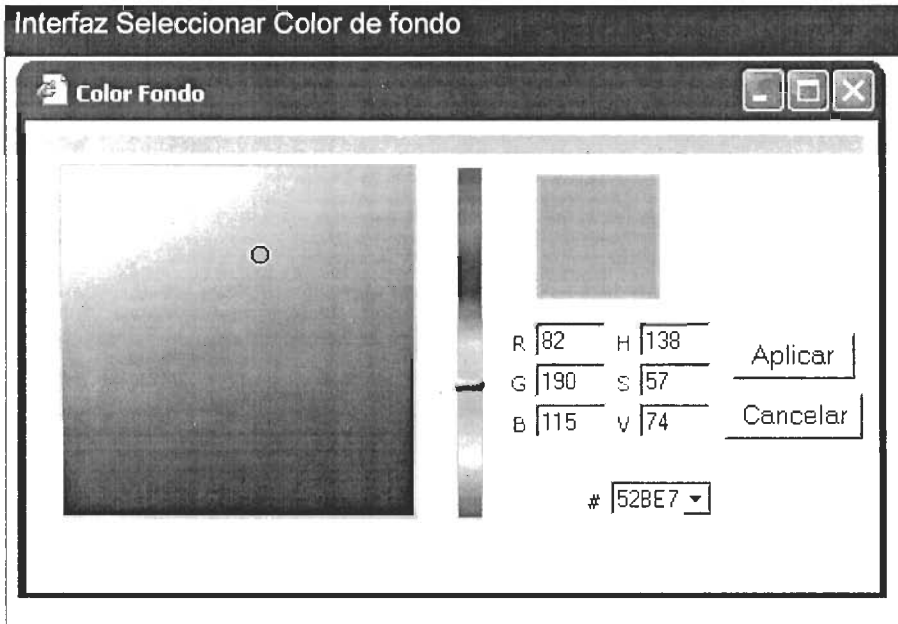 Interfaz Seleccionar Color de fondo
Color Fondo
R 82 H 138
G 190 S 57
B 115 V 74
Aplicar
Cancelar
# 52BE7